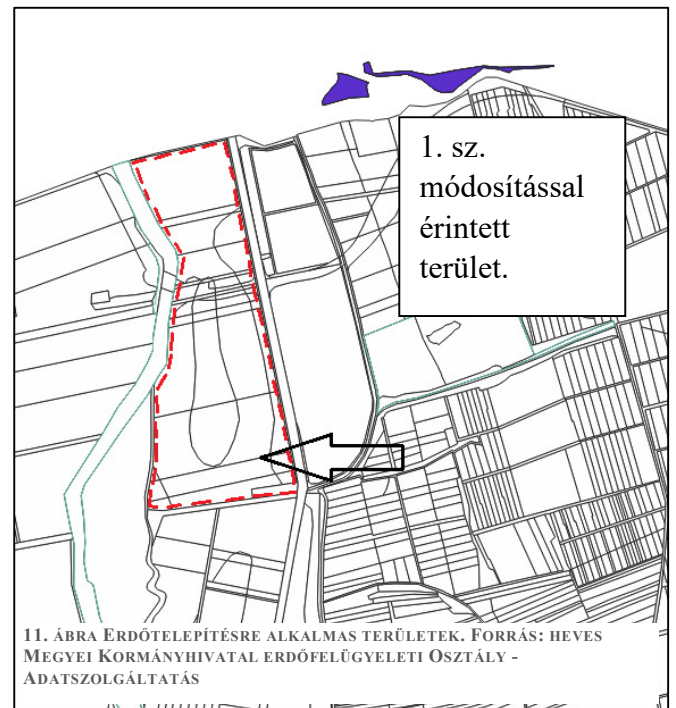 1. sz.
módosítással
érintett
terület.
11. ÁBRA ERDŐTELEPÍTÉSRE ALKALMAS TERÜLETEK. FORRÁS: HEVES
MEGYEI KORMÁNYHIVATAL ERDŐFELÜGYELETI OSZTÁLY -
ADATSZOLGÁLTATÁS